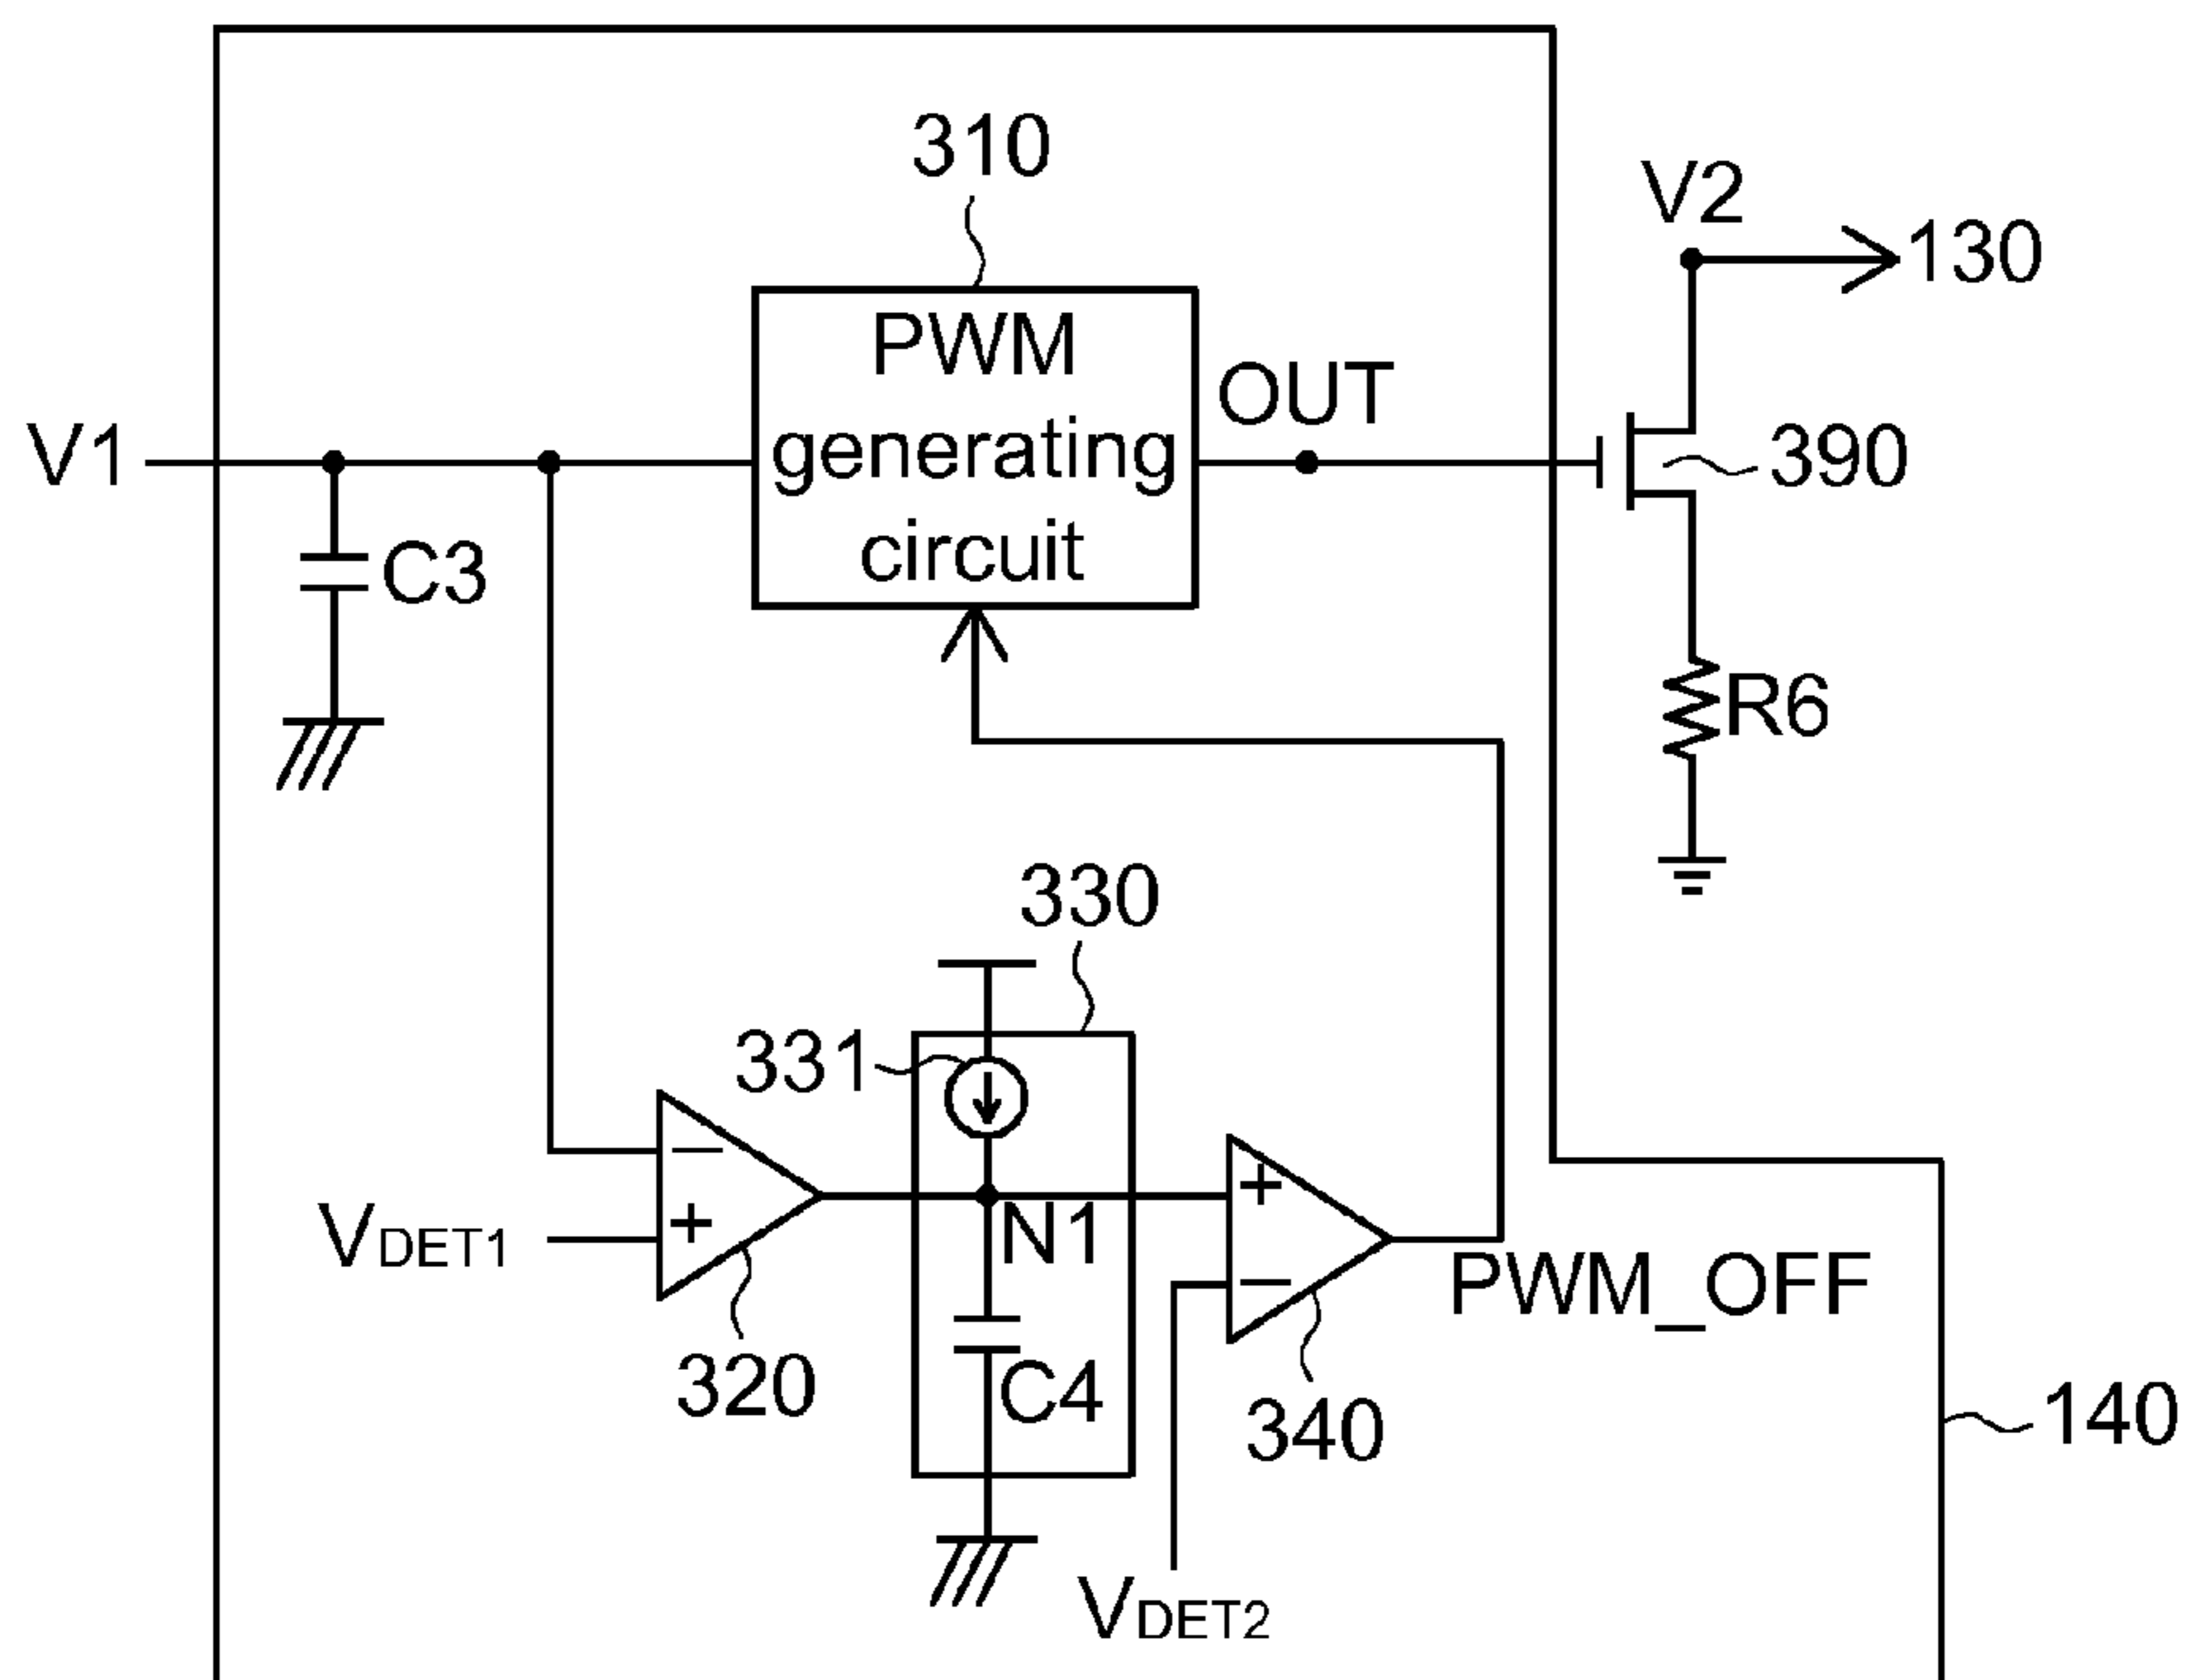 310
V2
130
PWM
generating
circuit
OUT
V1
390
C3
R6
330
331
N1
VDET1
PWM_OFF
320
C4
340
140
VDET2